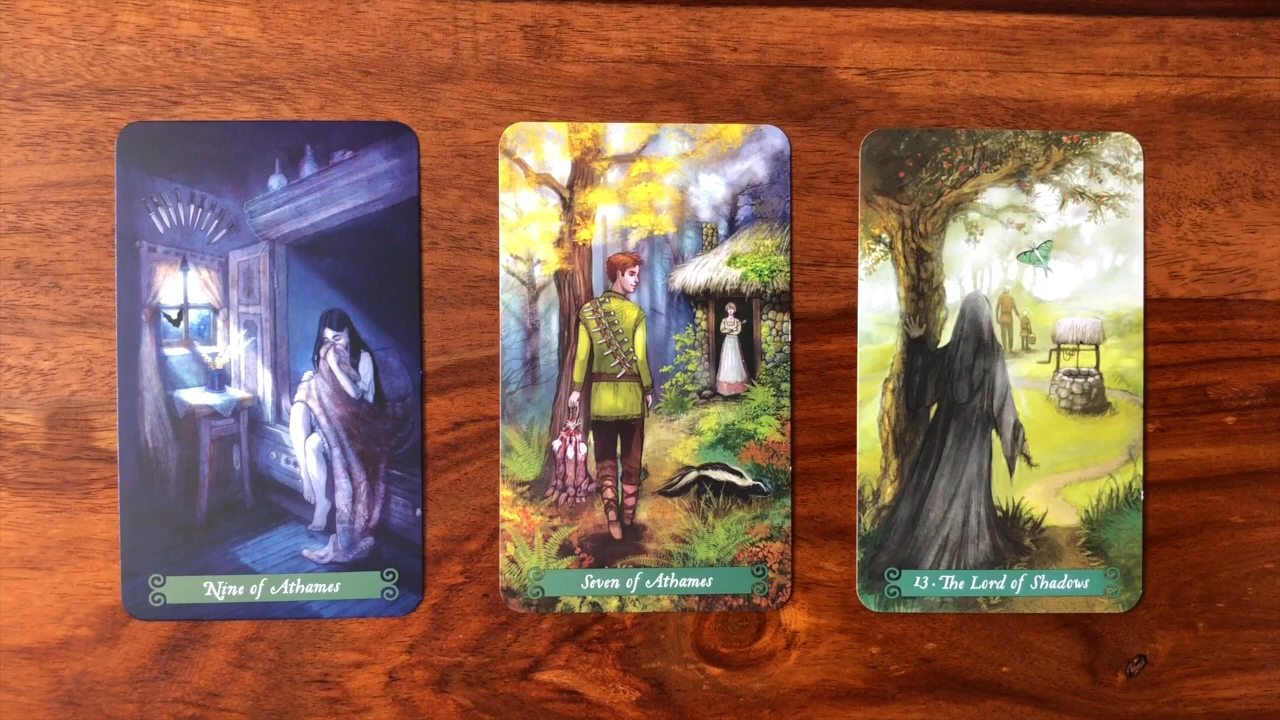 Nine of Athames
Seven of Athames
13 · The Lord of Shadows